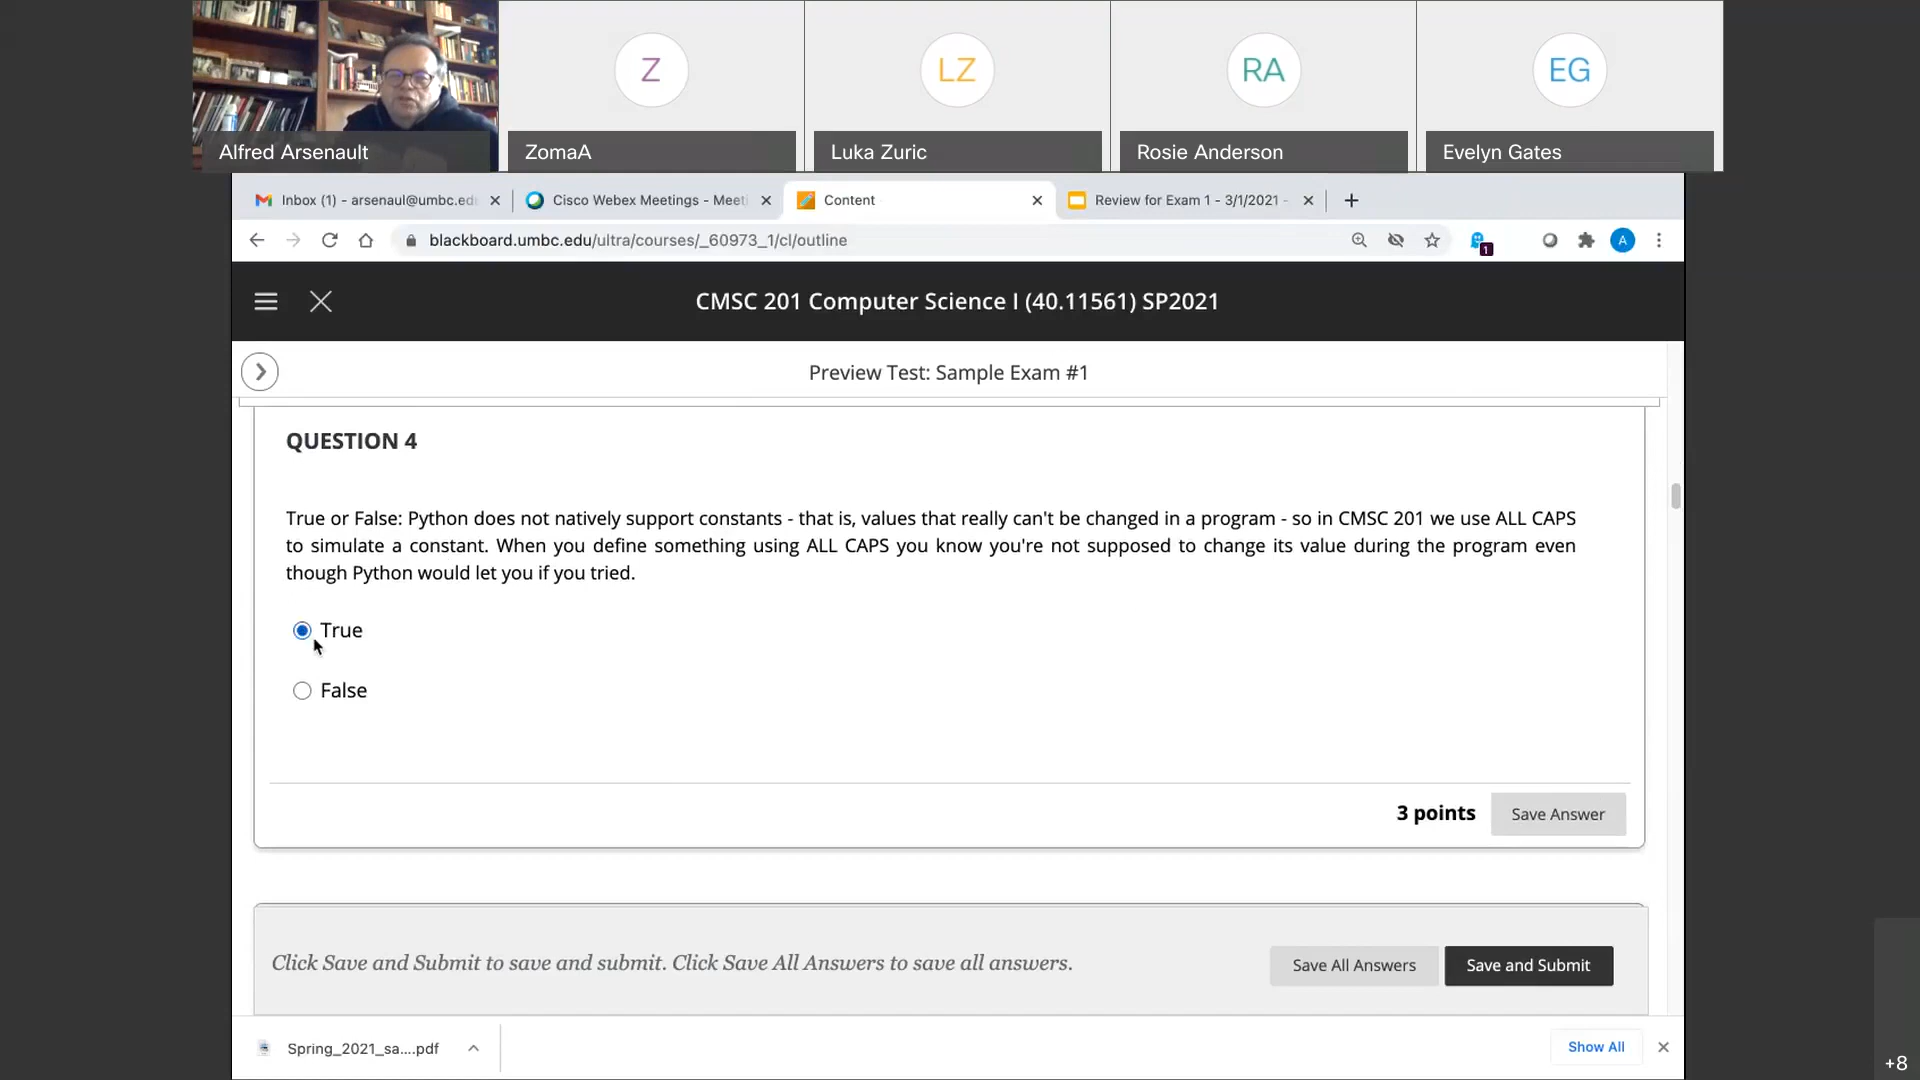 Z
LZ
RA
EG
Alfred Arsenault
ZomaA
Luka Zuric
Rosie Anderson
Evelyn Gates
Inbox (1) - arsenaul@umbc.ed
Cisco Webex Meetings - Meeti
Content
Review for Exam 1 - 3/1/2021 -
blackboard.umbc.edu/ultra/courses/_60973_1/cl/outline
1
A
CMSC 201 Computer Science I (40.11561) SP2021
Preview Test: Sample Exam #1
QUESTION 4
True or False: Python does not natively support constants - that is, values that really can't be changed in a program - so in CMSC 201 we use ALL CAPS
to simulate a constant. When you define something using ALL CAPS you know you're not supposed to change its value during the program even
though Python would let you if you tried.
True
False
3 points
Save Answer
Click Save and Submit to save and submit. Click Save All Answers to save all answers.
Save All Answers
Save and Submit
Spring_2021_sa....pdf
Show All
+8